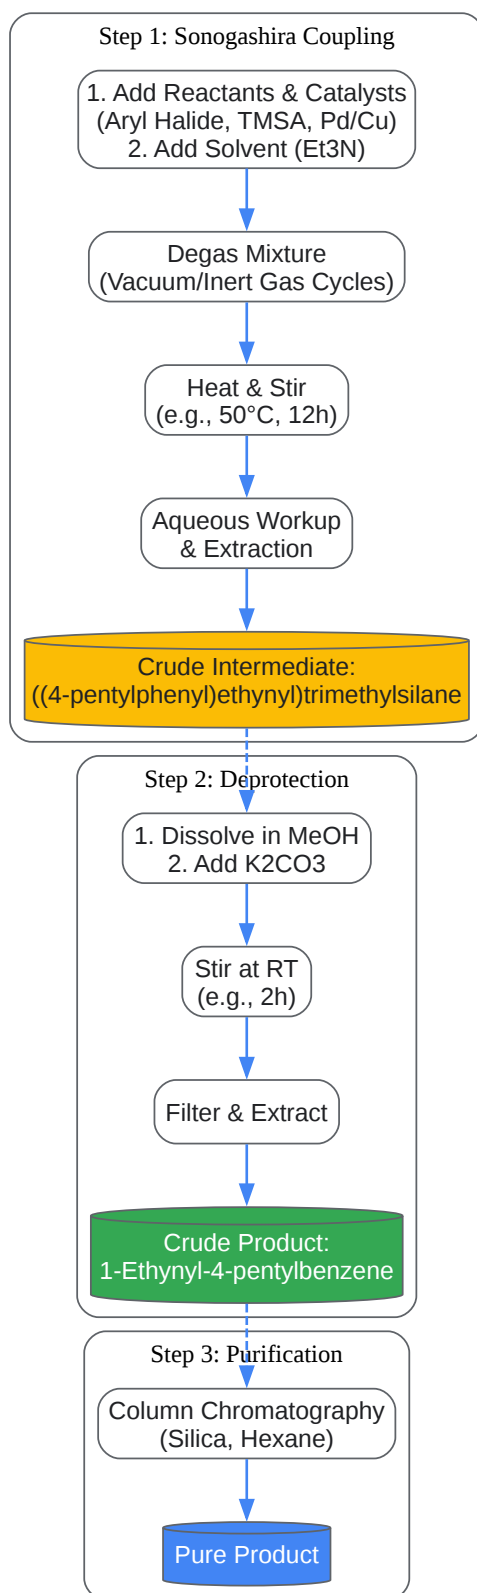 Step 1: Sonogashira Coupling
1. Add Reactants & Catalysts
(Aryl Halide, TMSA, Pd/Cu)
2. Add Solvent (Et3N)
Degas Mixture
(Vacuum/Inert Gas Cycles)
Heat & Stir
(e.g., 50°C, 12h)
Aqueous Workup
& Extraction
Crude Intermediate:
((4-pentylphenyl)ethynyl)trimethylsilane
Step 2: Deprotection
1. Dissolve in MeOH
2. Add K2CO3
Stir at RT
(e.g., 2h)
Filter & Extract
Crude Product:
1-Ethynyl-4-pentylbenzene
Step 3: Purification
Column Chromatography
(Silica, Hexane)
Pure Product